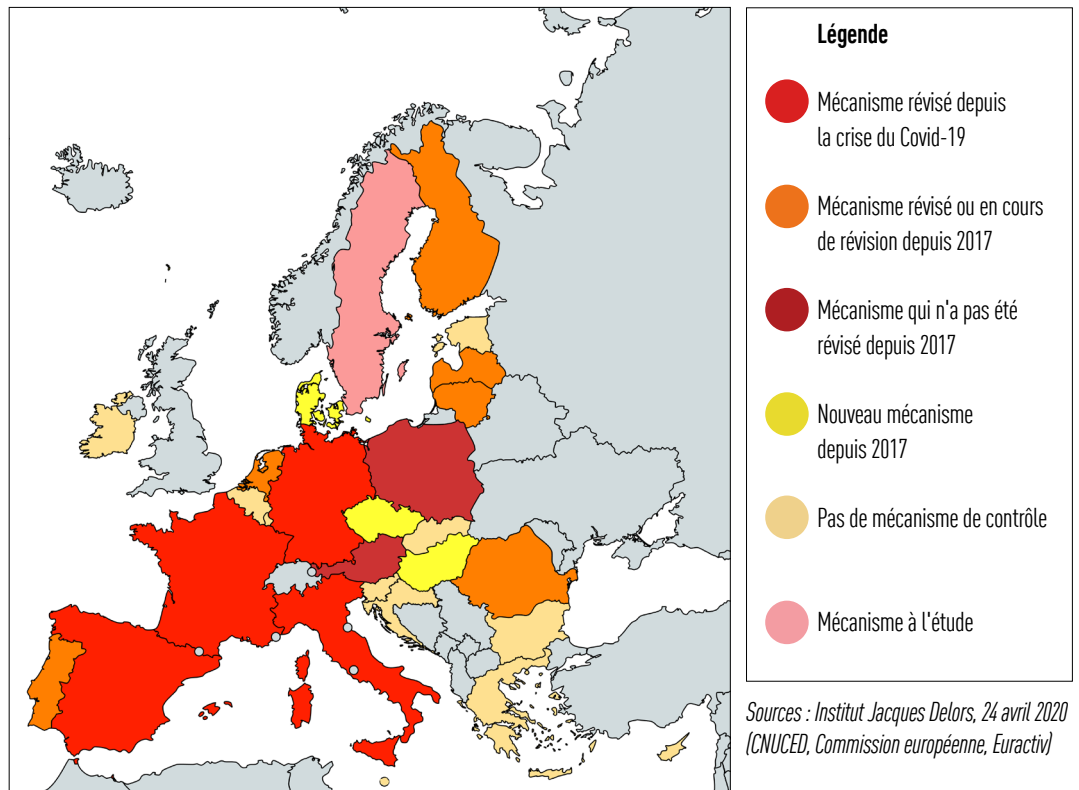 Légende
Mécanisme révisé depuis
la crise du Covid-19
Mécanisme révisé ou en cours
de révision depuis 2017
Mécanisme qui n'a pas été
révisé depuis 2017
Nouveau mécanisme
depuis 2017
Pas de mécanisme de contrôle
Mécanisme à l'étude
Sources : Institut Jacques Delors, 24 avril 2020
(CNUCED, Commission européenne, Euractiv)